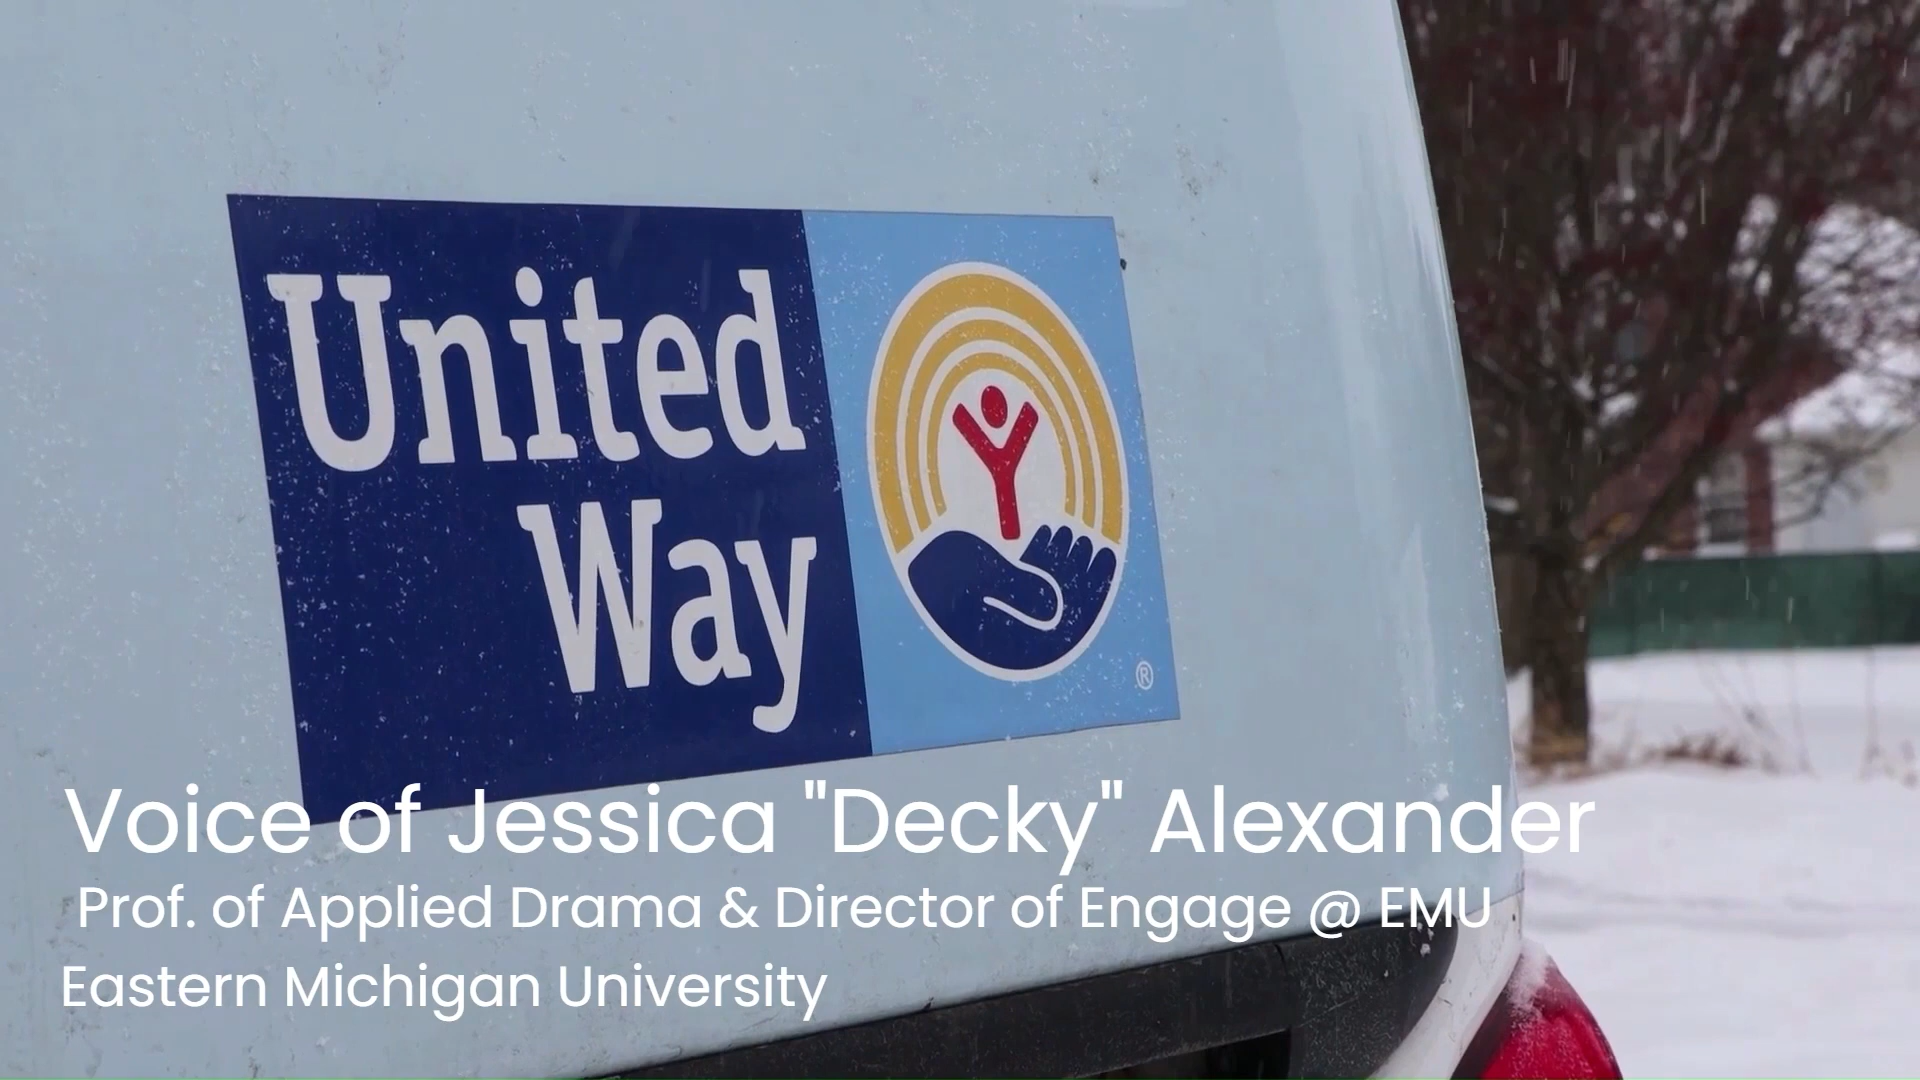 United
Way
®
Voice of Jessica "Decky" Alexander
Prof. of Applied Drama & Director of Engage @ EMU
Eastern Michigan University